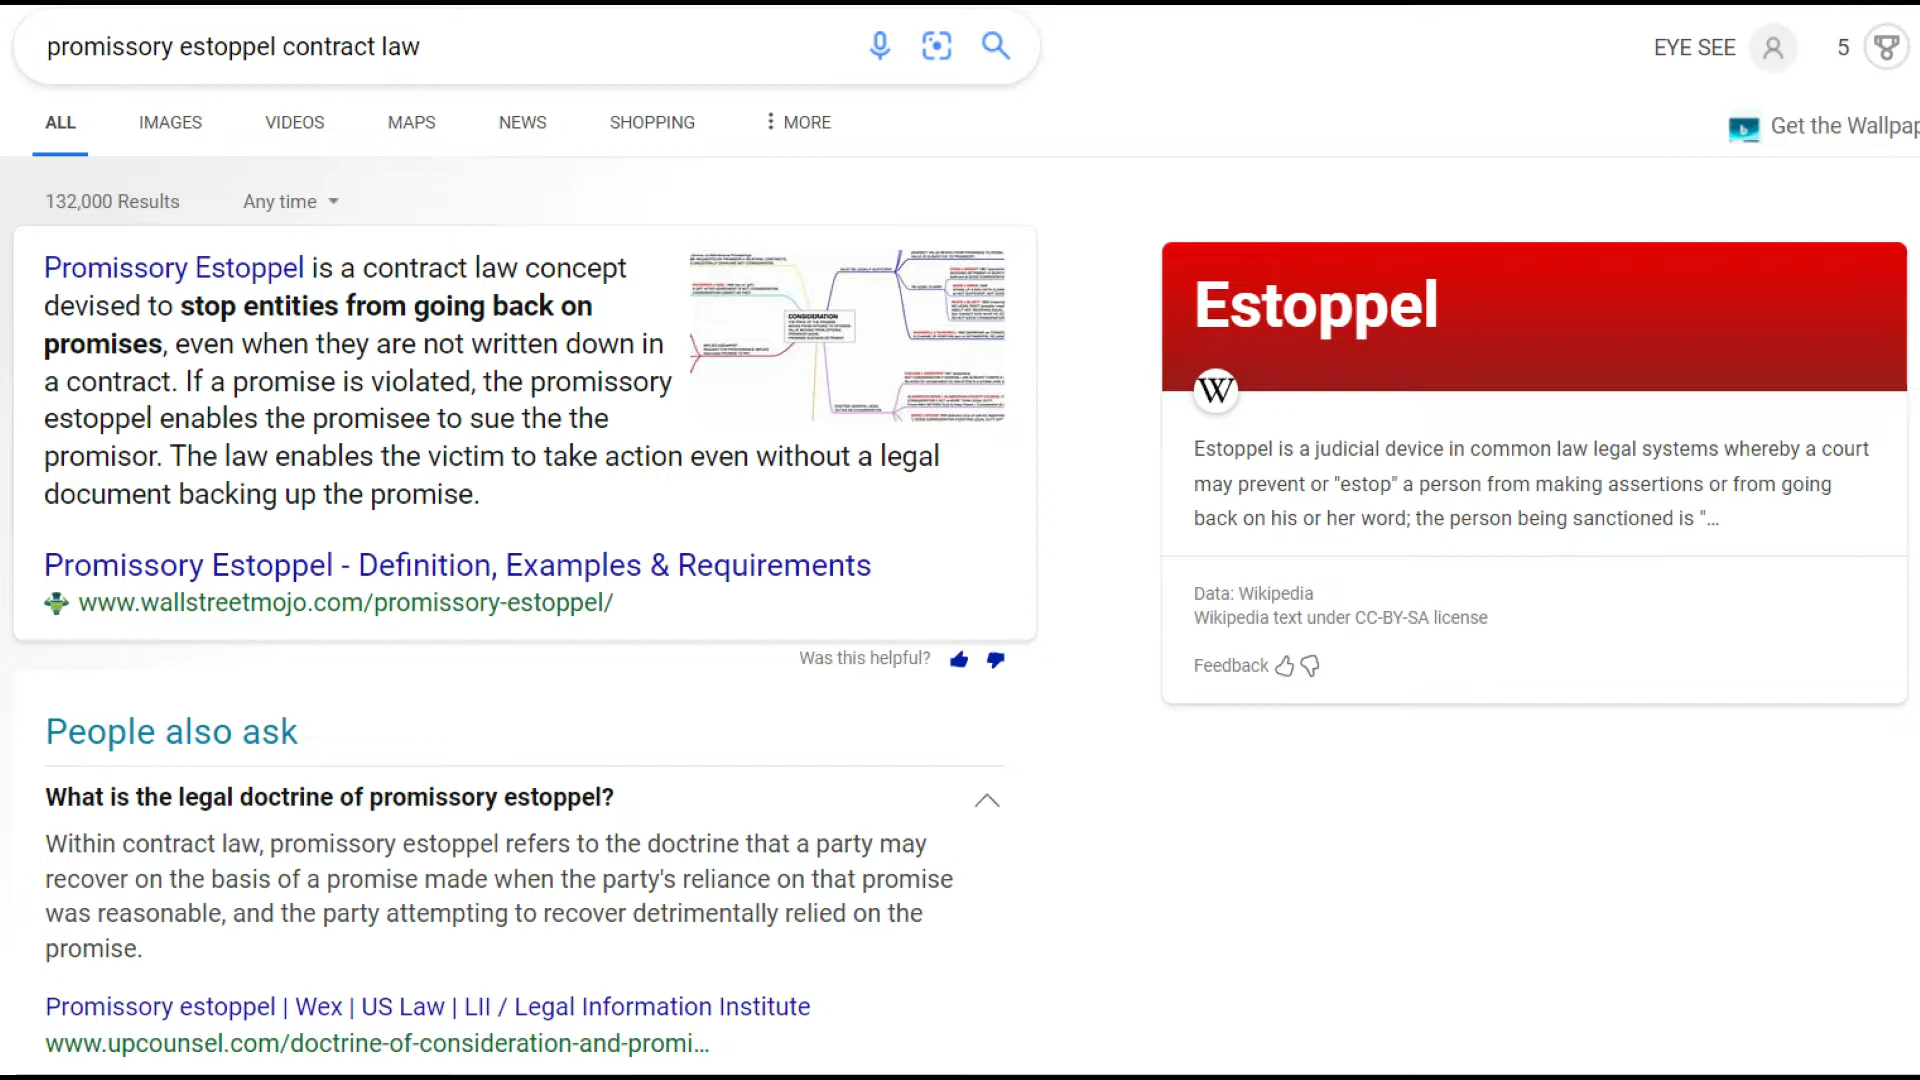 promissory estoppel contract law
EYE SEE
5
ALL
IMAGES
VIDEOS
MAPS
NEWS
SHOPPING
MORE
Get the Wallpap
132,000 Results
Any time
Promissory Estoppel is a contract law concept
devised to stop entities from going back on
promises, even when they are not written down in
a contract. If a promise is violated, the promissory
estoppel enables the promisee to sue the the
promisor. The law enables the victim to take action even without a legal
document backing up the promise.
CONSIDERATION
Promissory Estoppel - Definition, Examples & Requirements
www.wallstreetmojo.com/promissory-estoppel/
Was this helpful?
People also ask
What is the legal doctrine of promissory estoppel?
Within contract law, promissory estoppel refers to the doctrine that a party may
recover on the basis of a promise made when the party's reliance on that promise
was reasonable, and the party attempting to recover detrimentally relied on the
promise.
Promissory estoppel | Wex | US Law | LII / Legal Information Institute
www.upcounsel.com/doctrine-of-consideration-and-promi...
Estoppel
W
Estoppel is a judicial device in common law legal systems whereby a court
may prevent or "estop" a person from making assertions or from going
back on his or her word; the person being sanctioned is "...
Data: Wikipedia
Wikipedia text under CC-BY-SA license
Feedback